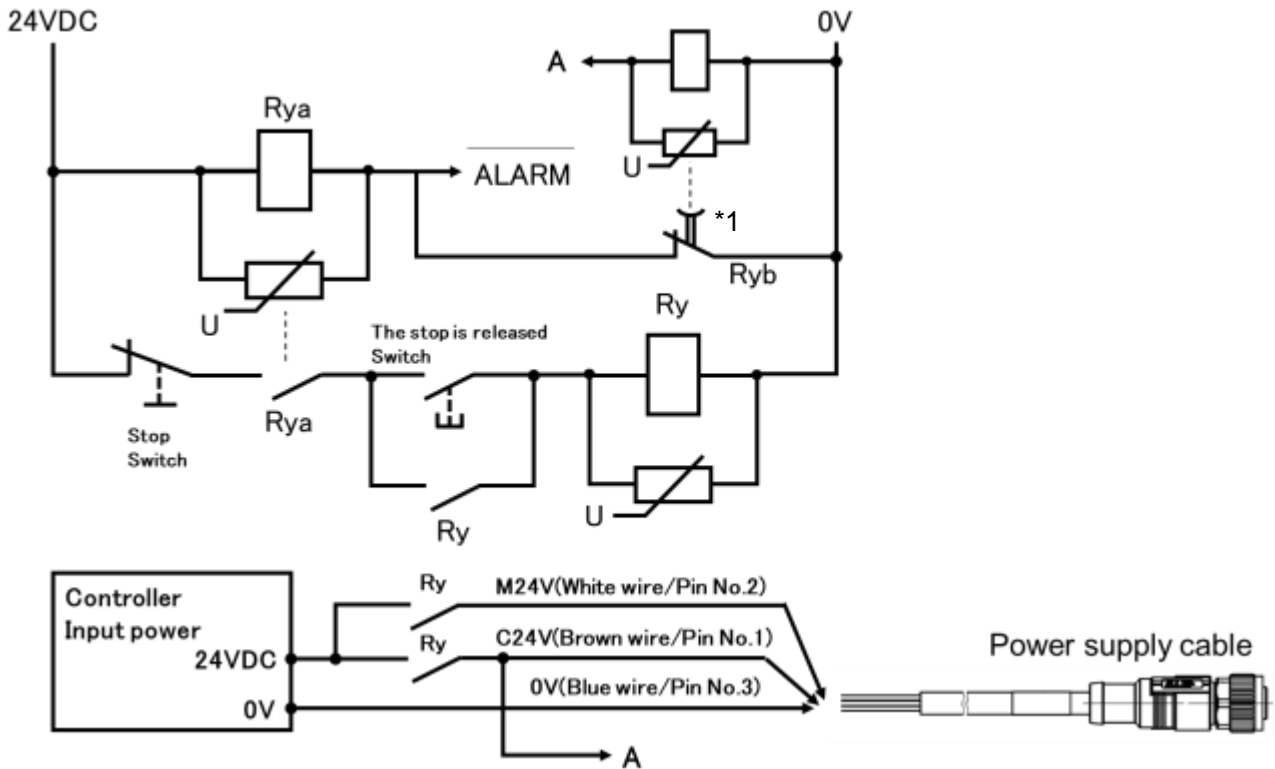 24VDC
0V
A
Rya
U
ALARM
*1
Ryb
U
Ry
The stop is released
Switch
Rya
Stop
Switch
U
Ry
Controller
Input power
24VDC
0V
Ry
M24V(White wire/Pin No.2)
Ry
C24V(Brown wire/Pin No.1)
0V(Blue wire/Pin No.3)
A
Power supply cable